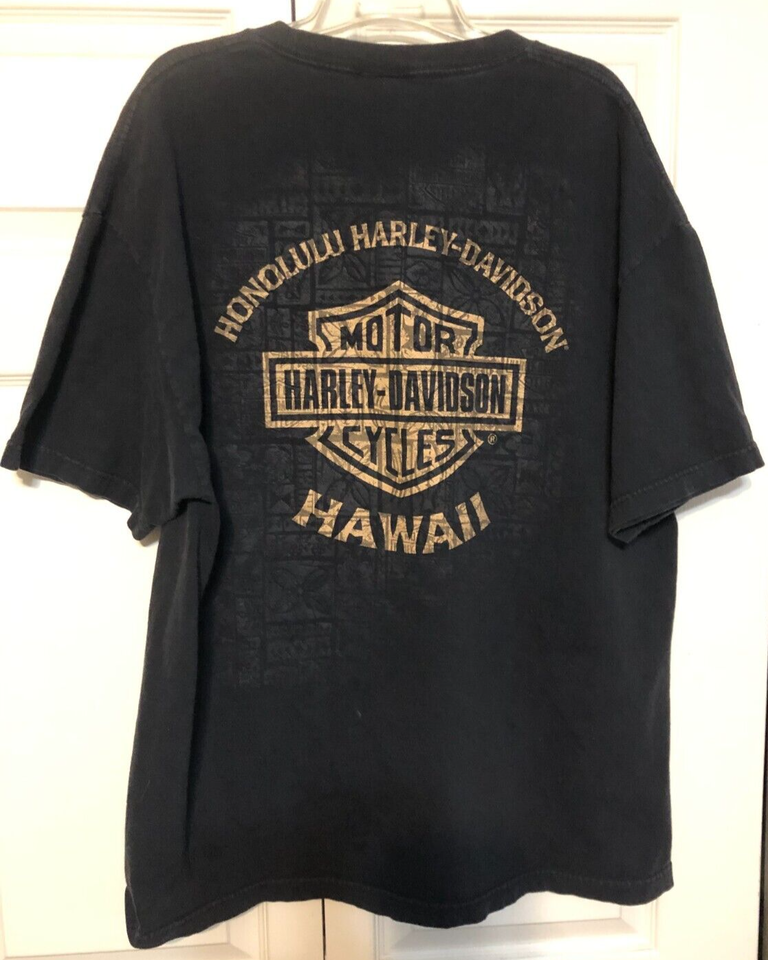 HONOLULU HARLEY-DAVIDSON
MOTOR
HARLEY-DAVIDSON
CYCLES ®
HAWAII